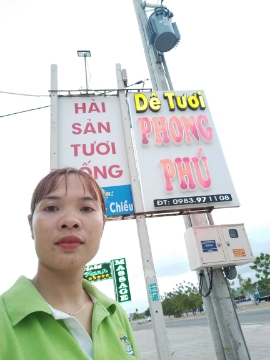 HẢI
SẢN
TƯƠI
SỐNG
Chiều
Dê Tươi
PHONG
PHÚ
ĐT: 0983.97 11 08
MASSAGE